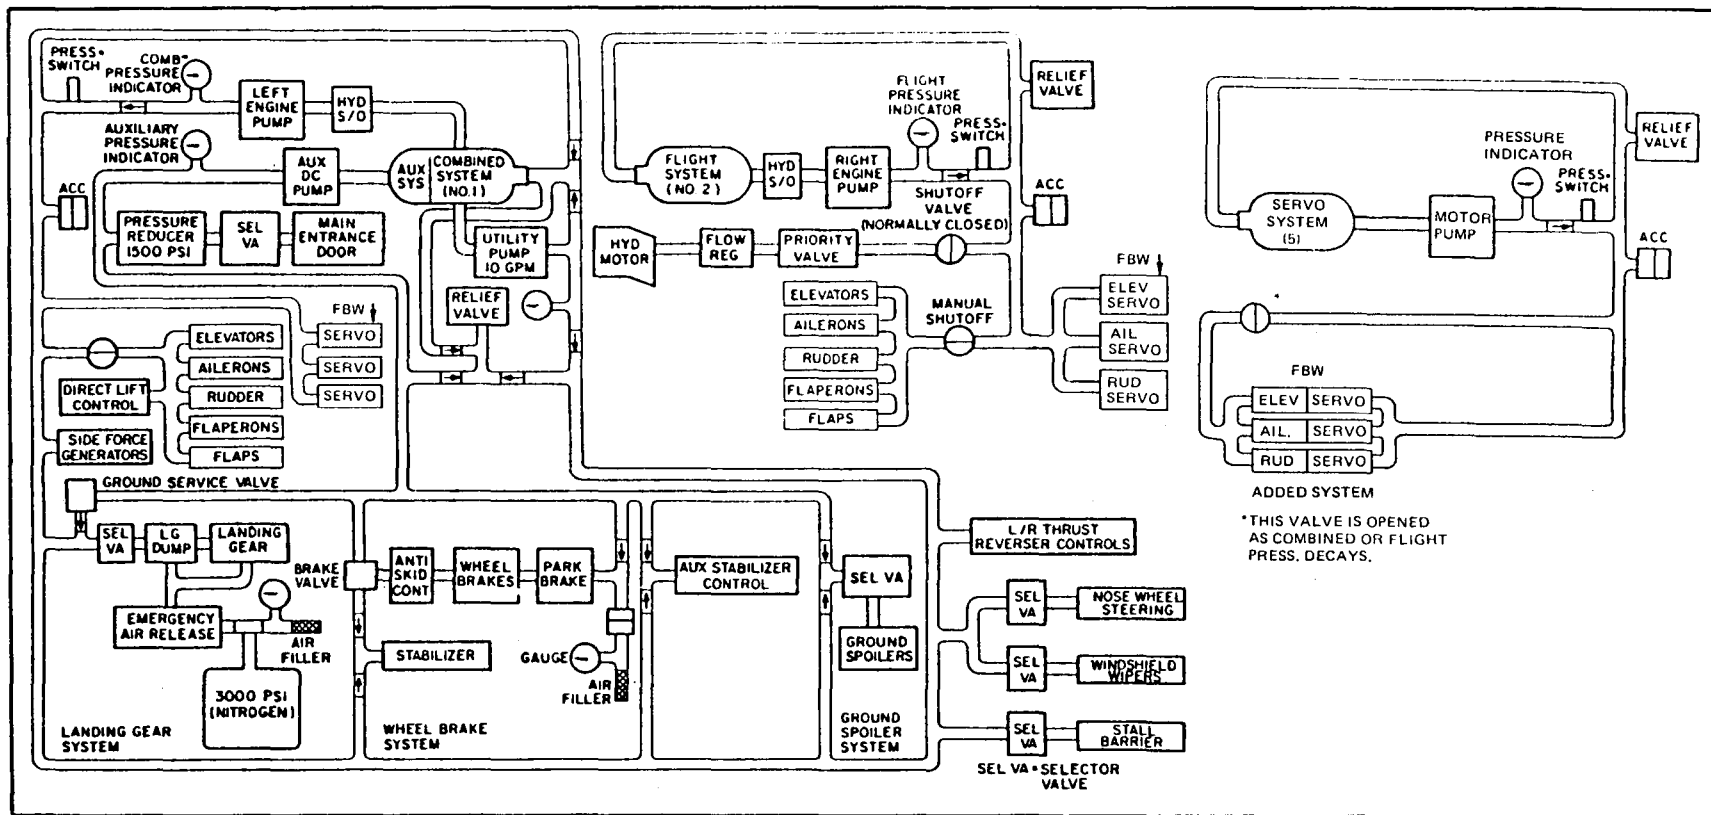 PRESS.
SWITCH
COMB.
PRESSURE
INDICATOR
LEFT
ENGINE
PUMP
HYD
S/O
AUXILIARY
PRESSURE
INDICATOR
AUX
DC
PUMP
AUX
SYS
COMBINED
SYSTEM
(NO.1)
ACC
PRESSURE
REDUCER
1500 PSI
SEL
VA
MAIN
ENTRANCE
DOOR
UTILITY
PUMP
10 GPM
RELIEF
VALVE
FBW
SERVO
SERVO
SERVO
ELEVATORS
AILERONS
RUDDER
FLAPERONS
FLAPS
DIRECT LIFT
CONTROL
SIDE FORCE
GENERATORS
GROUND SERVICE VALVE
SEL
VA
LG
DUMP
LANDING
GEAR
EMERGENCY
AIR RELEASE
AIR
FILLER
3000 PSI
(NITROGEN)
LANDING GEAR
SYSTEM
BRAKE
VALVE
ANTI
SKID
CONT
WHEEL
BRAKES
PARK
BRAKE
STABILIZER
GAUGE
AIR
FILLER
WHEEL BRAKE
SYSTEM
AUX STABILIZER
CONTROL
SEL VA
GROUND
SPOILERS
GROUND
SPOILER
SYSTEM
FLIGHT
SYSTEM
(NO. 2)
HYD
S/O
RIGHT
ENGINE
PUMP
FLIGHT
PRESSURE
INDICATOR
PRESS.
SWITCH
RELIEF
VALVE
SHUTOFF
VALVE
(NORMALLY CLOSED)
ACC
HYD
MOTOR
FLOW
REG
PRIORITY
VALVE
ELEVATORS
AILERONS
RUDDER
FLAPERONS
FLAPS
MANUAL
SHUTOFF
FBW
ELEV
SERVO
AIL
SERVO
RUD
SERVO
L/R THRUST
REVERSER CONTROLS
SEL
VA
NOSE WHEEL
STEERING
SEL
VA
WINDSHIELD
WIPERS
SEL
VA
STALL
BARRIER
SEL VA = SELECTOR
VALVE
SERVO
SYSTEM
(5)
MOTOR
PUMP
PRESSURE
INDICATOR
PRESS.
SWITCH
RELIEF
VALVE
ACC
*
FBW
ELEV SERVO
AIL. SERVO
RUD SERVO
ADDED SYSTEM
*THIS VALVE IS OPENED
AS COMBINED OR FLIGHT
PRESS. DECAYS.